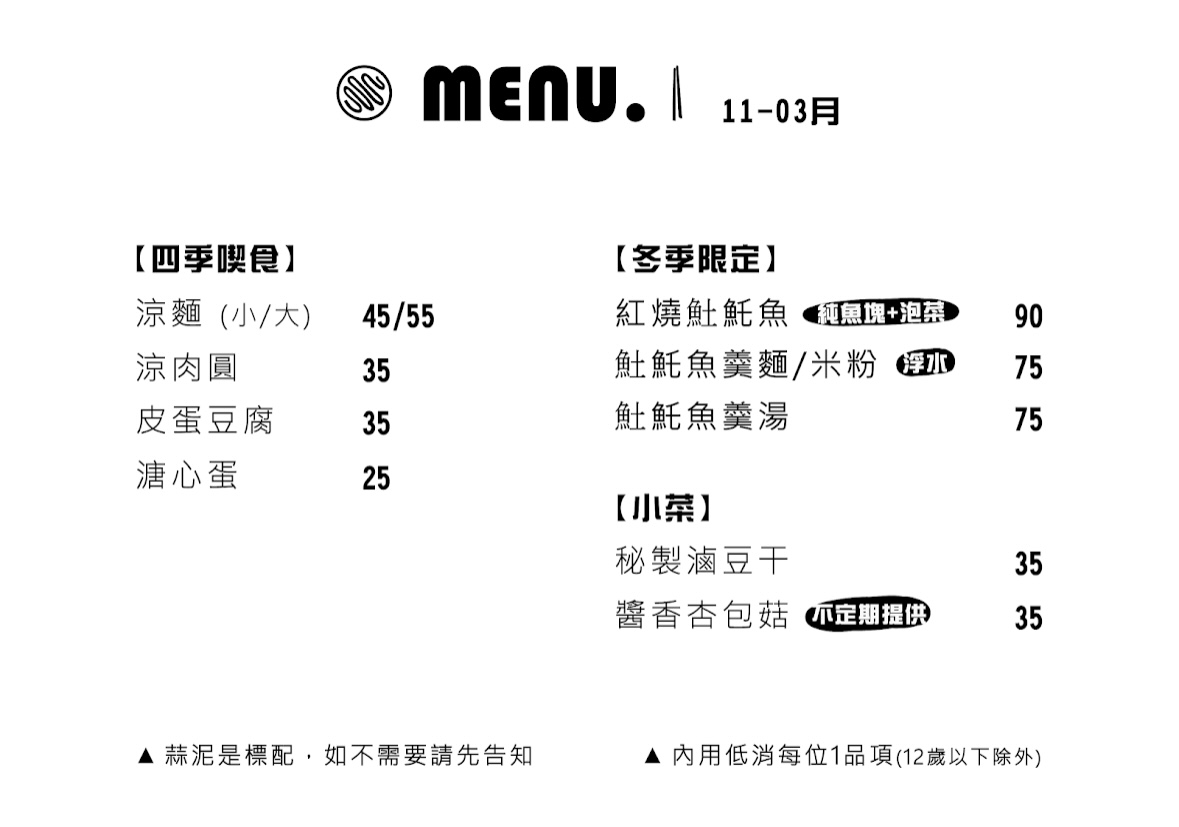 MENU. 11-03月
【四季喫食】
涼麵 (小/大) 45/55
涼肉圓 35
皮蛋豆腐 35
溏心蛋 25
【冬季限定】
紅燒䰾魠魚 純魚塊+泡菜 90
魠魚羹麵/米粉 浮水 75
魠魚羹湯 75
【小菜】
秘製滷豆干 35
醬香杏包菇 不定期提供 35
▲ 蒜泥是標配，如不需要請先告知
▲ 內用低消每位1品項(12歲以下除外)